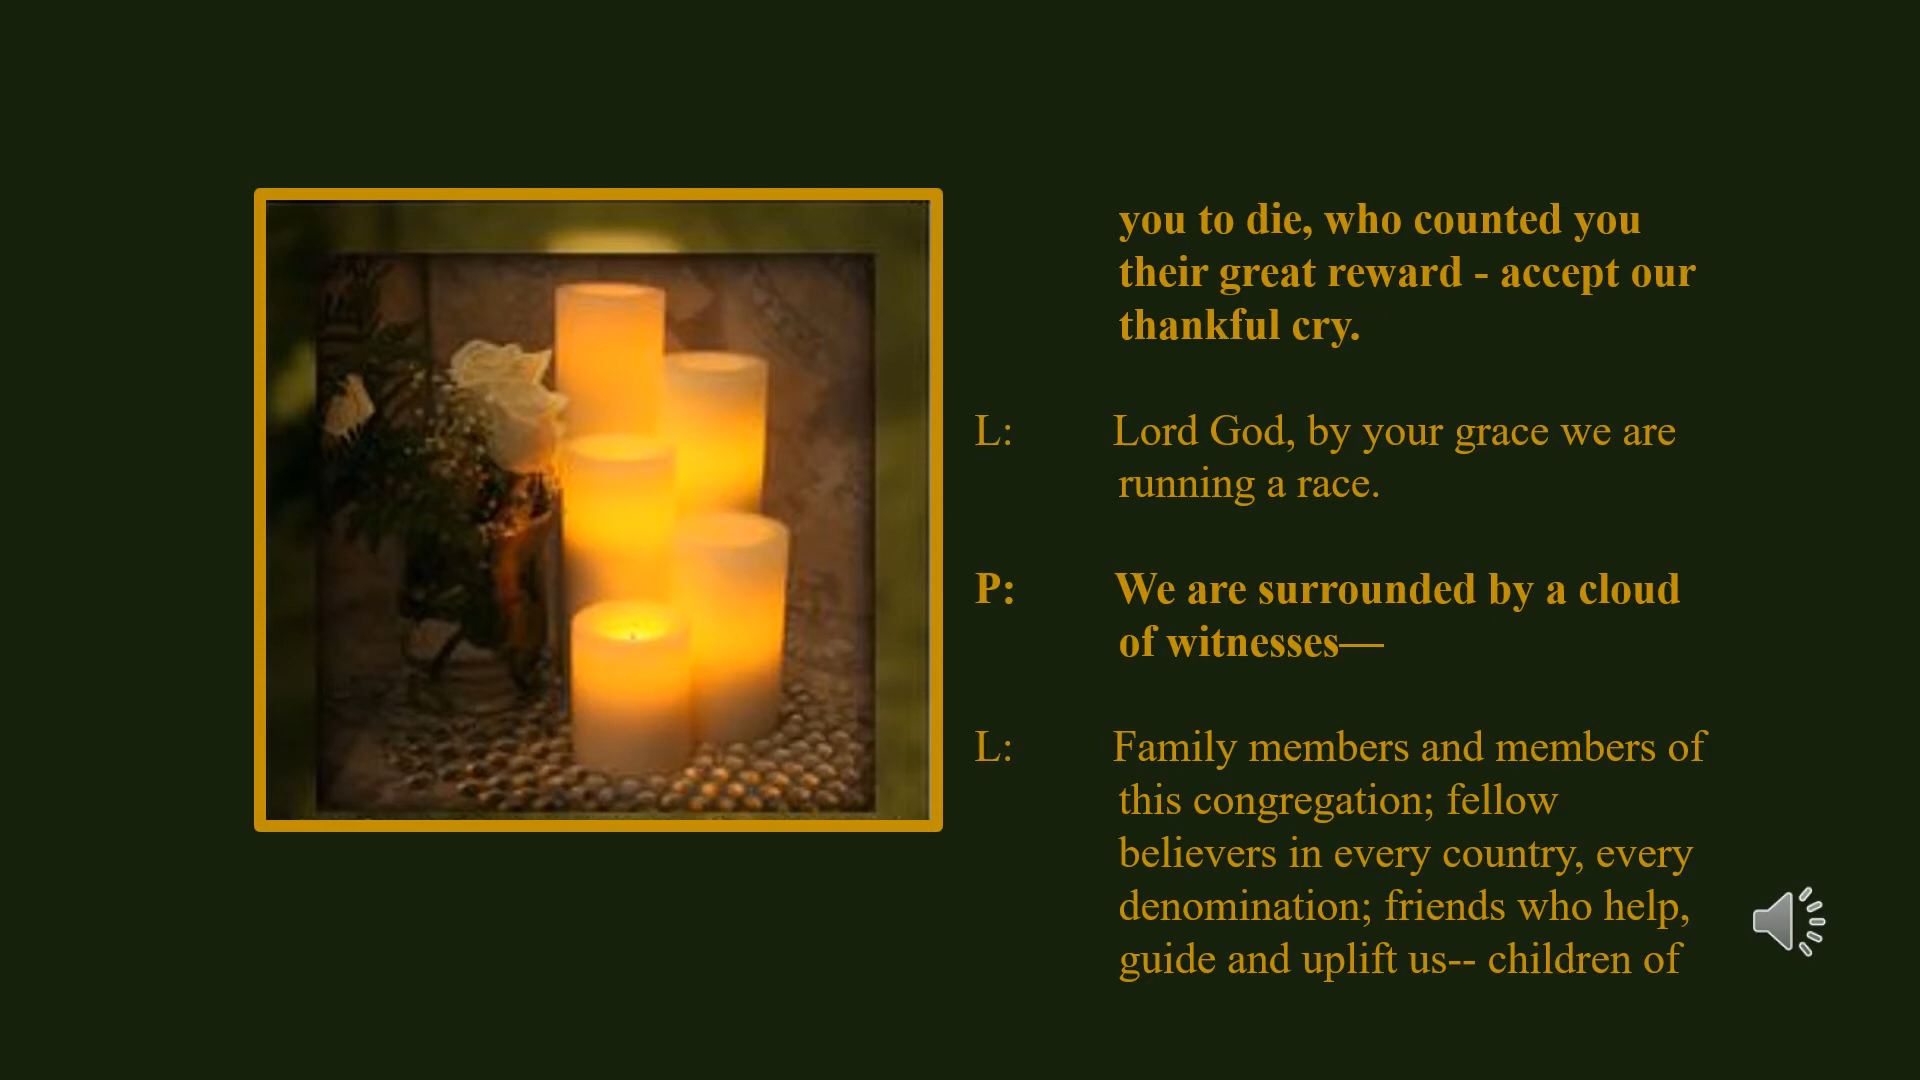 you to die, who counted you
their great reward - accept our
thankful cry.
L: Lord God, by your grace we are
running a race.
P: We are surrounded by a cloud
of witnesses—
L: Family members and members of
this congregation; fellow
believers in every country, every
denomination; friends who help,
guide and uplift us-- children of